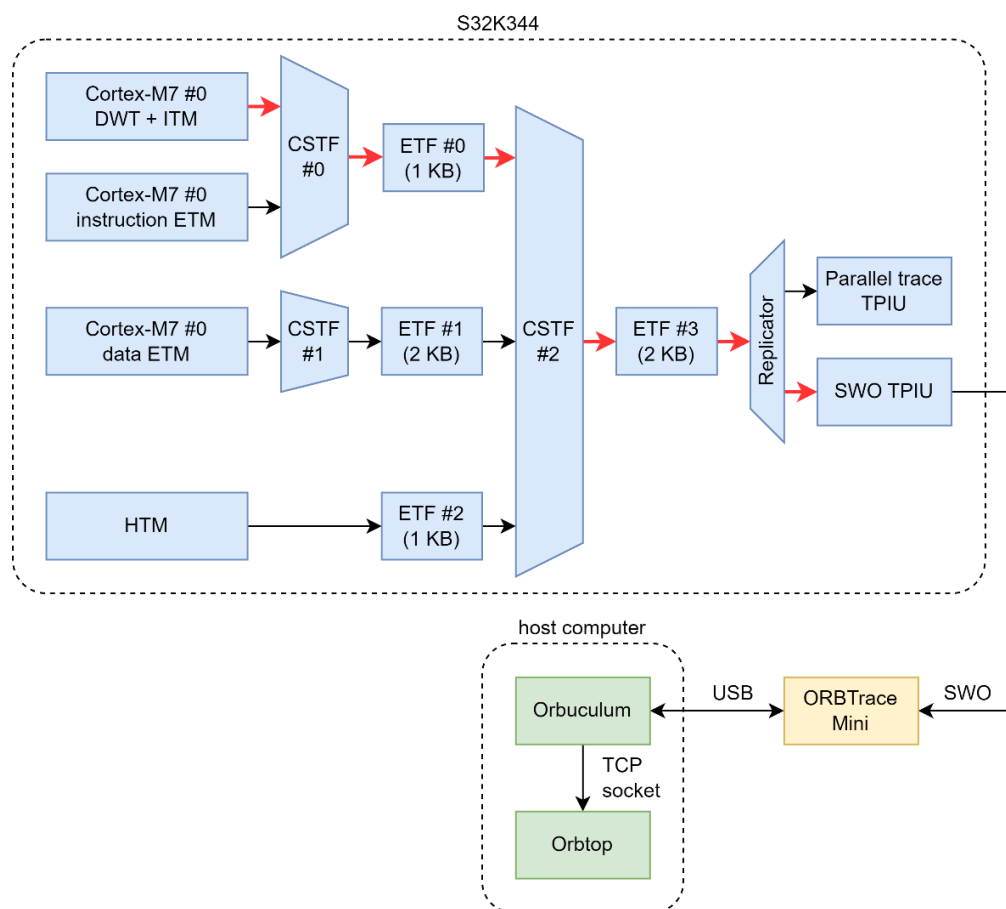 S32K344
Cortex-M7 #0
DWT + ITM
Cortex-M7 #0
instruction ETM
CSTF
#0
ETF #0
(1 KB)
Cortex-M7 #0
data ETM
CSTF
#1
ETF #1
(2 KB)
HTM
ETF #2
(1 KB)
CSTF
#2
ETF #3
(2 KB)
Replicator
Parallel trace
TPIU
SWO TPIU
host computer
Orbuculum
USB
ORBTrace
Mini
SWO
TCP
socket
Orbtop